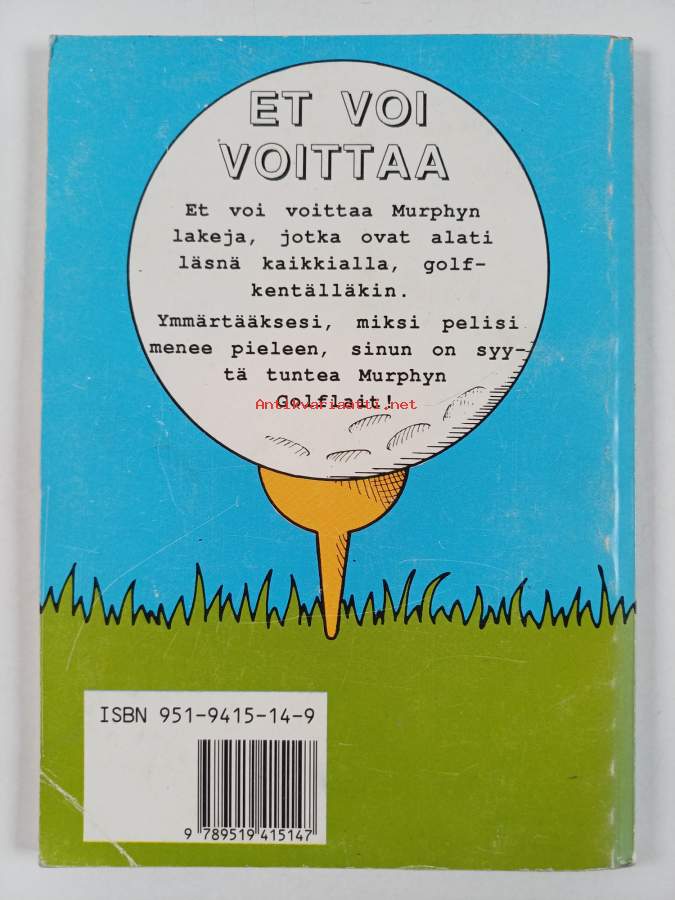 ET VOI
VOITTAA
Et voi voittaa Murphyn
lakeja, jotka ovat alati
läsnä kaikkialla, golf-
kentälläkin.
Ymmärtääksesi, miksi pelisi
menee pieleen, sinun on syy-
tä tuntea Murphyn
Golflait!
Antikvariaatti.net
ISBN 951-9415-14-9
9 789519 415147